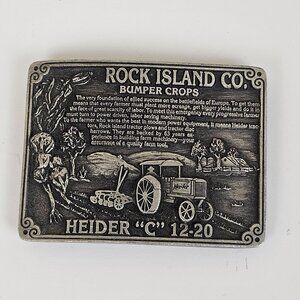 ROCK ISLAND CO.
BUMPER CROPS
The very foundation of allied success on the battlefields of Europe. To get them
means that every farmer must plant more acreage, get bigger yields and do it in
the face of great scarcity of labor. To meet this emergency every progressive farmer
must turn to power driven, labor saving machinery.
To the farmer who wants the best in modern power equipment, it means Heider trac-
tors, Rock Island tractor plows and tractor disc
harrows. They are backed by 63 years ex-
perience in building farm machinery-your
assurance of a quality farm tool.
HEIDER "C" 12-20